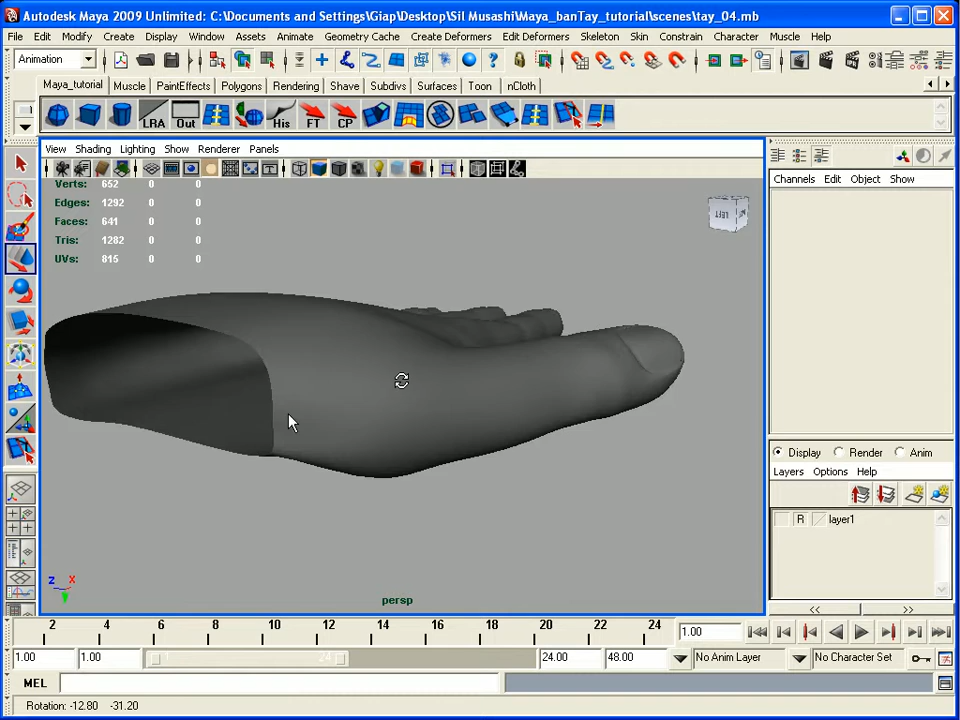 Autodesk Maya 2009 Unlimited: C:\Documents and Settings\Giap\Desktop\Sil Musashi\Maya_banTay_tutorial\scenes\tay_04.mb
File Edit Modify Create Display Window Assets Animate Geometry Cache Create Deformers Edit Deformers Skeleton Skin Constrain Character Muscle Help
Animation
Maya_tutorial Muscle PaintEffects Polygons Rendering Shave Subdivs Surfaces Toon nCloth
LRA Out His FT CP
View Shading Lighting Show Renderer Panels
Channels Edit Object Show
Verts: 652 0 0
Edges: 1292 0 0
Faces: 641 0 0
Tris: 1282 0 0
UVs: 815 0 0
LEFT
Display Render Anim
Layers Options Help
R layer1
z x
y
persp
<< >>
2 4 6 8 10 12 14 16 18 20 22 24
1.00
1.00 1.00 24 24.00 48.00 No Anim Layer No Character Set
MEL
Rotation: -12.80 -31.20